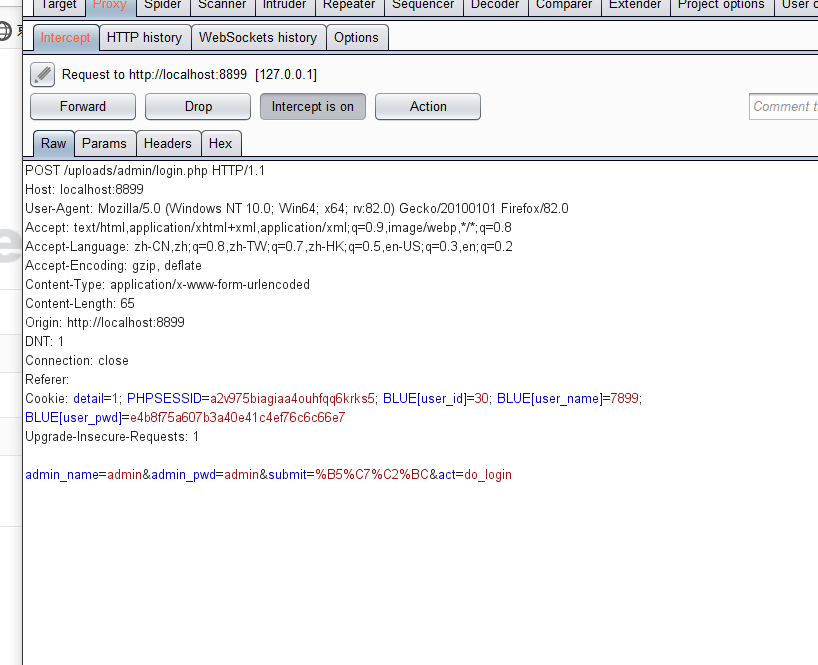 Target Proxy Spider Scanner Intruder Repeater Sequencer Decoder Comparer Extender Project options User
Intercept HTTP history WebSockets history Options
Request to http://localhost:8899 [127.0.0.1]
Forward Drop Intercept is on Action Comment
Raw Params Headers Hex
POST /uploads/admin/login.php HTTP/1.1
Host: localhost:8899
User-Agent: Mozilla/5.0 (Windows NT 10.0; Win64; x64; rv:82.0) Gecko/20100101 Firefox/82.0
Accept: text/html,application/xhtml+xml,application/xml;q=0.9,image/webp,*/*;q=0.8
Accept-Language: zh-CN,zh;q=0.8,zh-TW;q=0.7,zh-HK;q=0.5,en-US;q=0.3,en;q=0.2
Accept-Encoding: gzip, deflate
Content-Type: application/x-www-form-urlencoded
Content-Length: 65
Origin: http://localhost:8899
DNT: 1
Connection: close
Referer:
Cookie: detail=1; PHPSESSID=a2v975biagiaa4ouhfqq6krks5; BLUE[user_id]=30; BLUE[user_name]=7899;
BLUE[user_pwd]=e4b8f75a607b3a40e41c4ef76c6c66e7
Upgrade-Insecure-Requests: 1
admin_name=admin&admin_pwd=admin&submit=%B5%C7%C2%BC&act=do_login